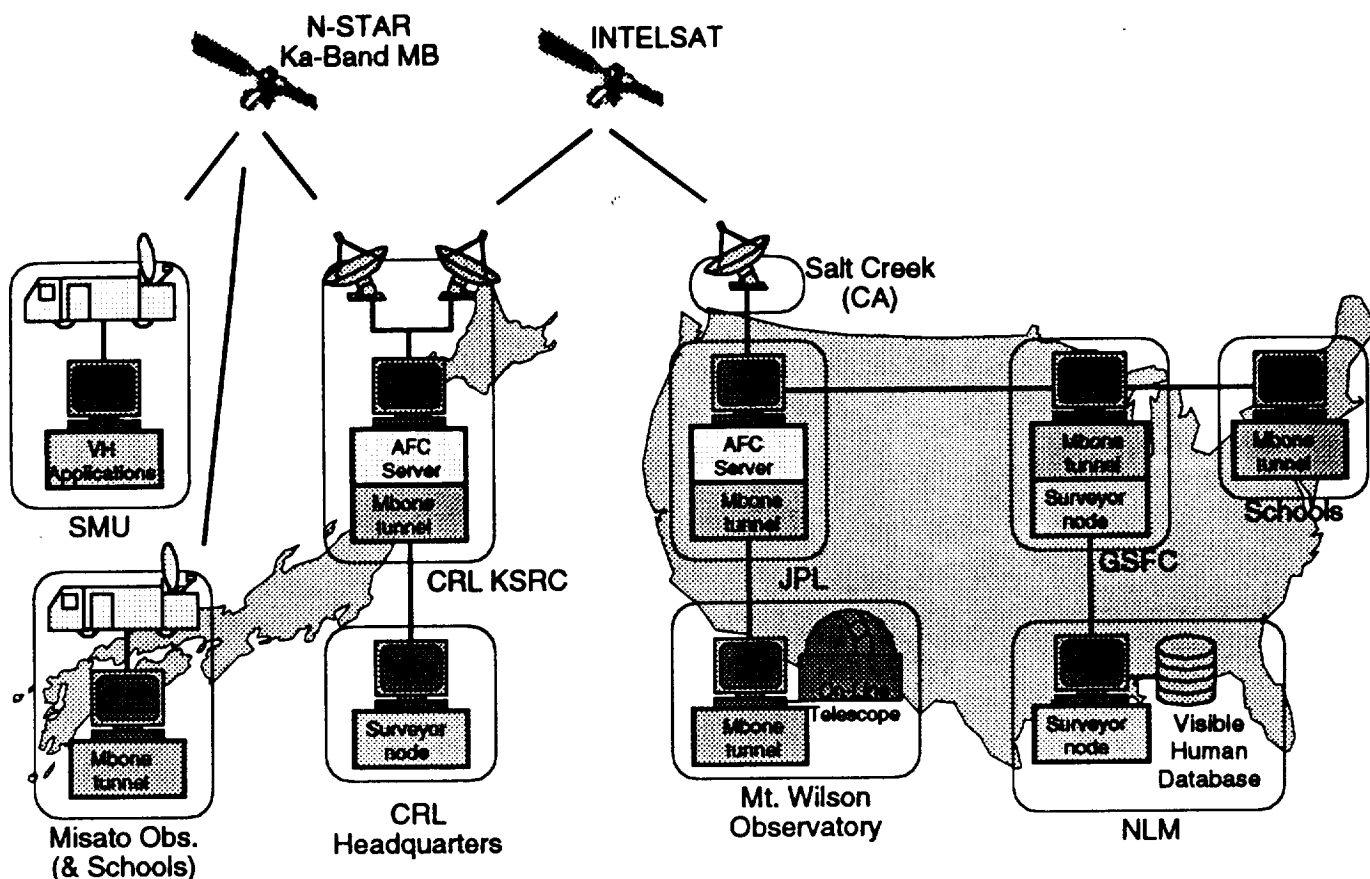 N-STAR
Ka-Band MB
INTELSAT
Salt Creek
(CA)
VH
Applications
SMU
AFC
Server
Mbone
tunnel
CRL KSRC
AFC
Server
Mbone
tunnel
JPL
Mbone
tunnel
Surveyor
node
GSFC
Mbone
tunnel
Schools
Mbone
tunnel
Misato Obs.
(& Schools)
Surveyor
node
CRL
Headquarters
Mbone
tunnel
Telescope
Mt. Wilson
Observatory
Surveyor
node
Visible
Human
Database
NLM